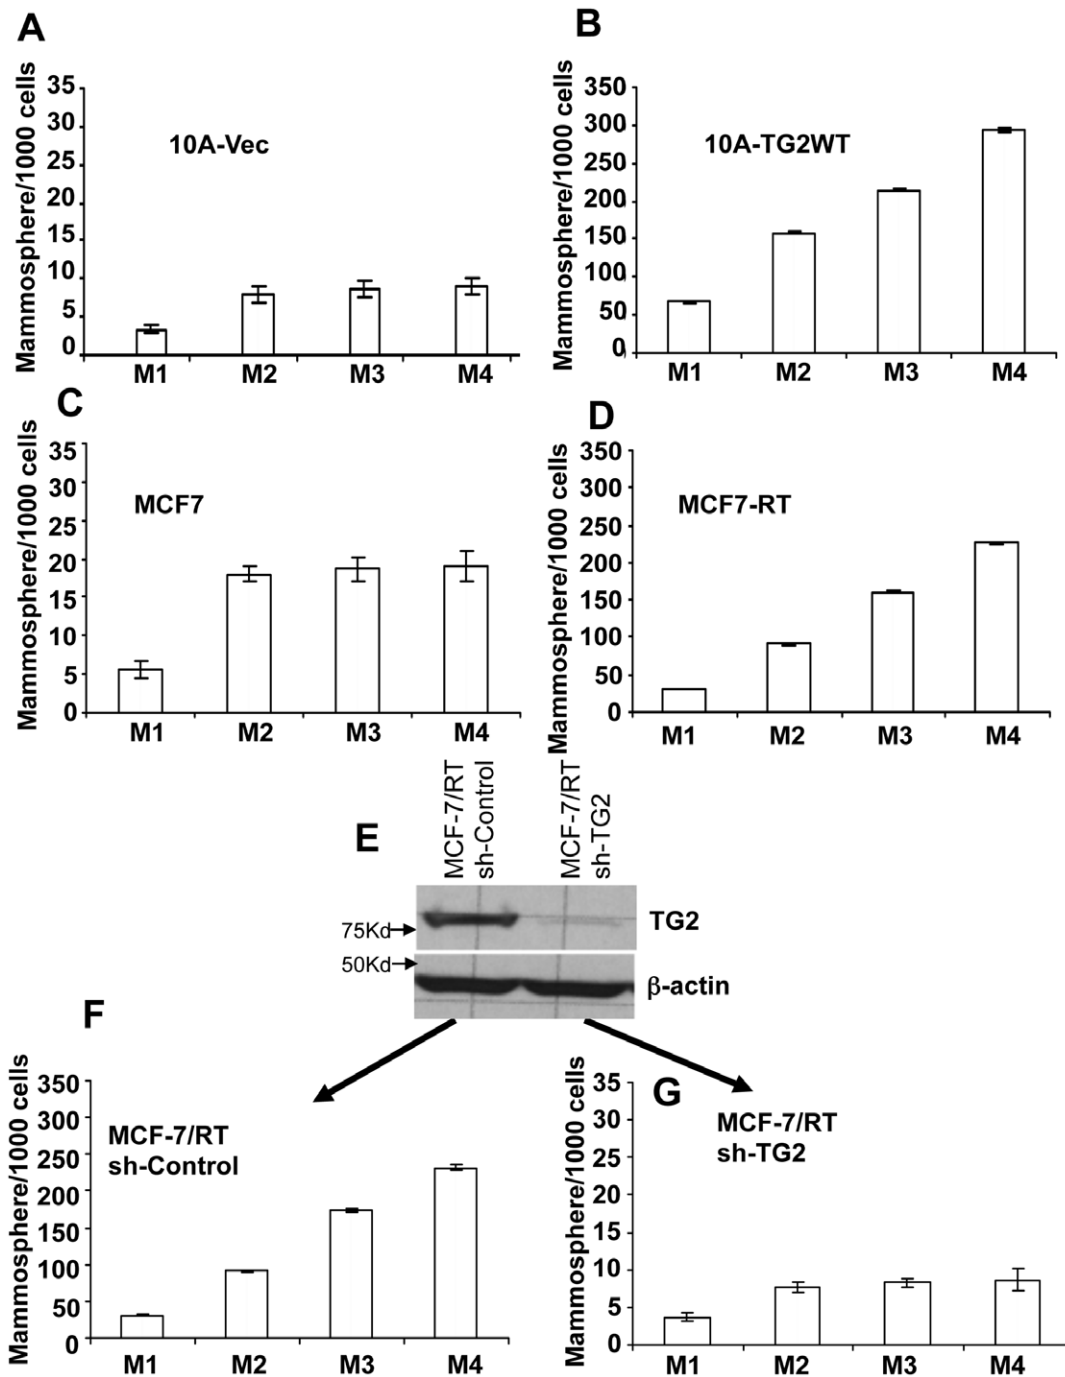 A
Mammosphere/1000 cells
35
30
25
20
15
10
5
0
10A-Vec
M1 M2 M3 M4
B
Mammosphere/1000 cells
350
300
250
200
150
100
50
0
10A-TG2WT
M1 M2 M3 M4
C
Mammosphere/1000 cells
35
30
25
20
15
10
5
0
MCF7
M1 M2 M3 M4
D
Mammosphere/1000 cells
350
300
250
200
150
100
50
0
MCF7-RT
M1 M2 M3 M4
E
MCF-7/RT
sh-Control
MCF-7/RT
sh-TG2
75Kd
TG2
50Kd
β-actin
F
Mammosphere/1000 cells
350
300
250
200
150
100
50
0
MCF-7/RT
sh-Control
M1 M2 M3 M4
G
Mammosphere/1000 cells
35
30
25
20
15
10
5
0
MCF-7/RT
sh-TG2
M1 M2 M3 M4